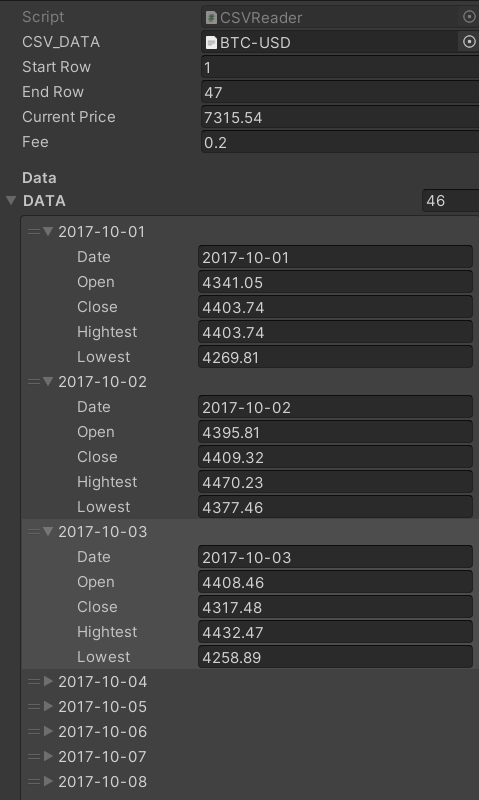 Script CSVReader
CSV_DATA BTC-USD
Start Row 1
End Row 47
Current Price 7315.54
Fee 0.2
Data
DATA 46
2017-10-01
Date 2017-10-01
Open 4341.05
Close 4403.74
Hightest 4403.74
Lowest 4269.81
2017-10-02
Date 2017-10-02
Open 4395.81
Close 4409.32
Hightest 4470.23
Lowest 4377.46
2017-10-03
Date 2017-10-03
Open 4408.46
Close 4317.48
Hightest 4432.47
Lowest 4258.89
2017-10-04
2017-10-05
2017-10-06
2017-10-07
2017-10-08